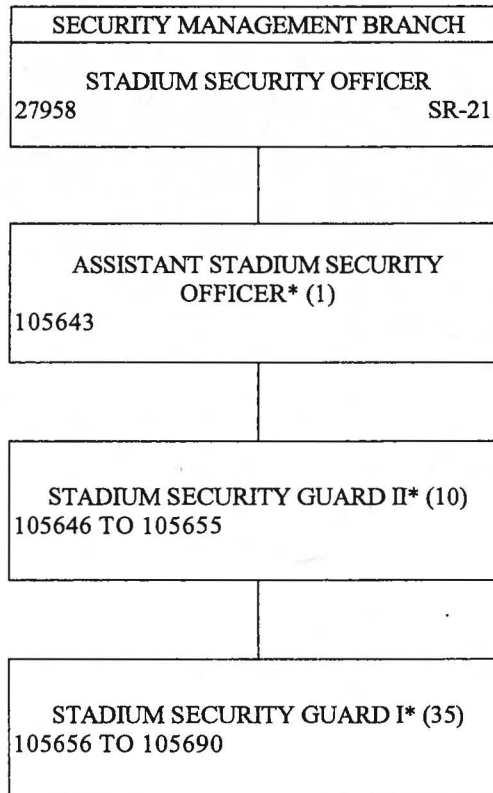 SECURITY MANAGEMENT BRANCH
STADIUM SECURITY OFFICER
27958 SR-21
ASSISTANT STADIUM SECURITY
OFFICER* (1)
105643
STADIUM SECURITY GUARD II* (10)
105646 TO 105655
STADIUM SECURITY GUARD I* (35)
105656 TO 105690